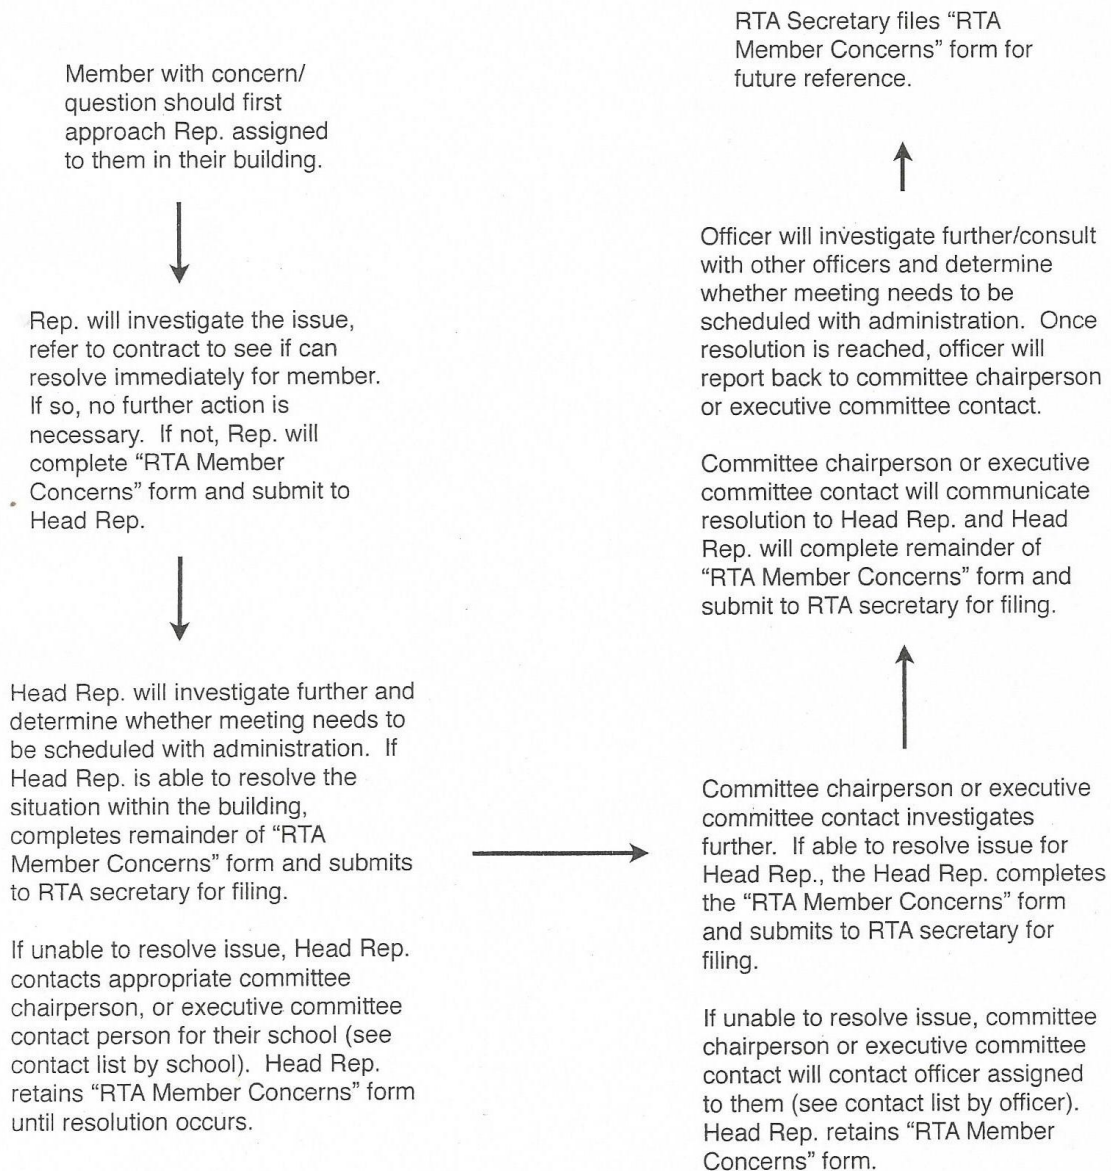 Member with concern/
question should first
approach Rep. assigned
to them in their building.
Rep. will investigate the issue,
refer to contract to see if can
resolve immediately for member.
If so, no further action is
necessary. If not, Rep. will
complete “RTA Member
Concerns” form and submit to
Head Rep.
Head Rep. will investigate further and
determine whether meeting needs to
be scheduled with administration. If
Head Rep. is able to resolve the
situation within the building,
completes remainder of “RTA
Member Concerns” form and submits
to RTA secretary for filing.
If unable to resolve issue, Head Rep.
contacts appropriate committee
chairperson, or executive committee
contact person for their school (see
contact list by school). Head Rep.
retains “RTA Member Concerns” form
until resolution occurs.
Committee chairperson or executive
committee contact investigates
further. If able to resolve issue for
Head Rep., the Head Rep. completes
the “RTA Member Concerns” form
and submits to RTA secretary for
filing.
If unable to resolve issue, committee
chairperson or executive committee
contact will contact officer assigned
to them (see contact list by officer).
Head Rep. retains “RTA Member
Concerns” form.
Officer will investigate further/consult
with other officers and determine
whether meeting needs to be
scheduled with administration. Once
resolution is reached, officer will
report back to committee chairperson
or executive committee contact.
Committee chairperson or executive
committee contact will communicate
resolution to Head Rep. and Head
Rep. will complete remainder of
“RTA Member Concerns” form and
submit to RTA secretary for filing.
RTA Secretary files “RTA
Member Concerns” form for
future reference.